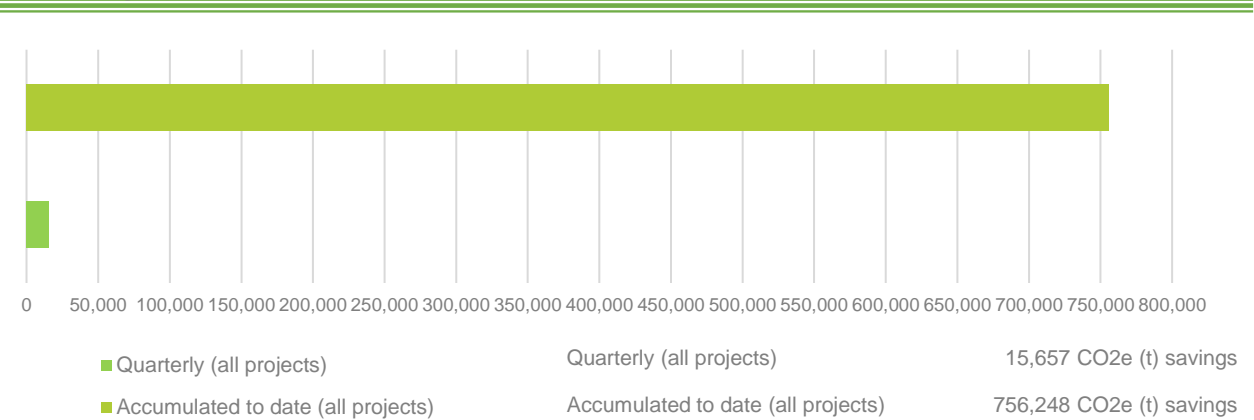 0 50,000 100,000 150,000 200,000 250,000 300,000 350,000 400,000 450,000 500,000 550,000 600,000 650,000 700,000 750,000 800,000
Quarterly (all projects) Quarterly (all projects) 15,657 CO2e (t) savings
Accumulated to date (all projects) Accumulated to date (all projects) 756,248 CO2e (t) savings